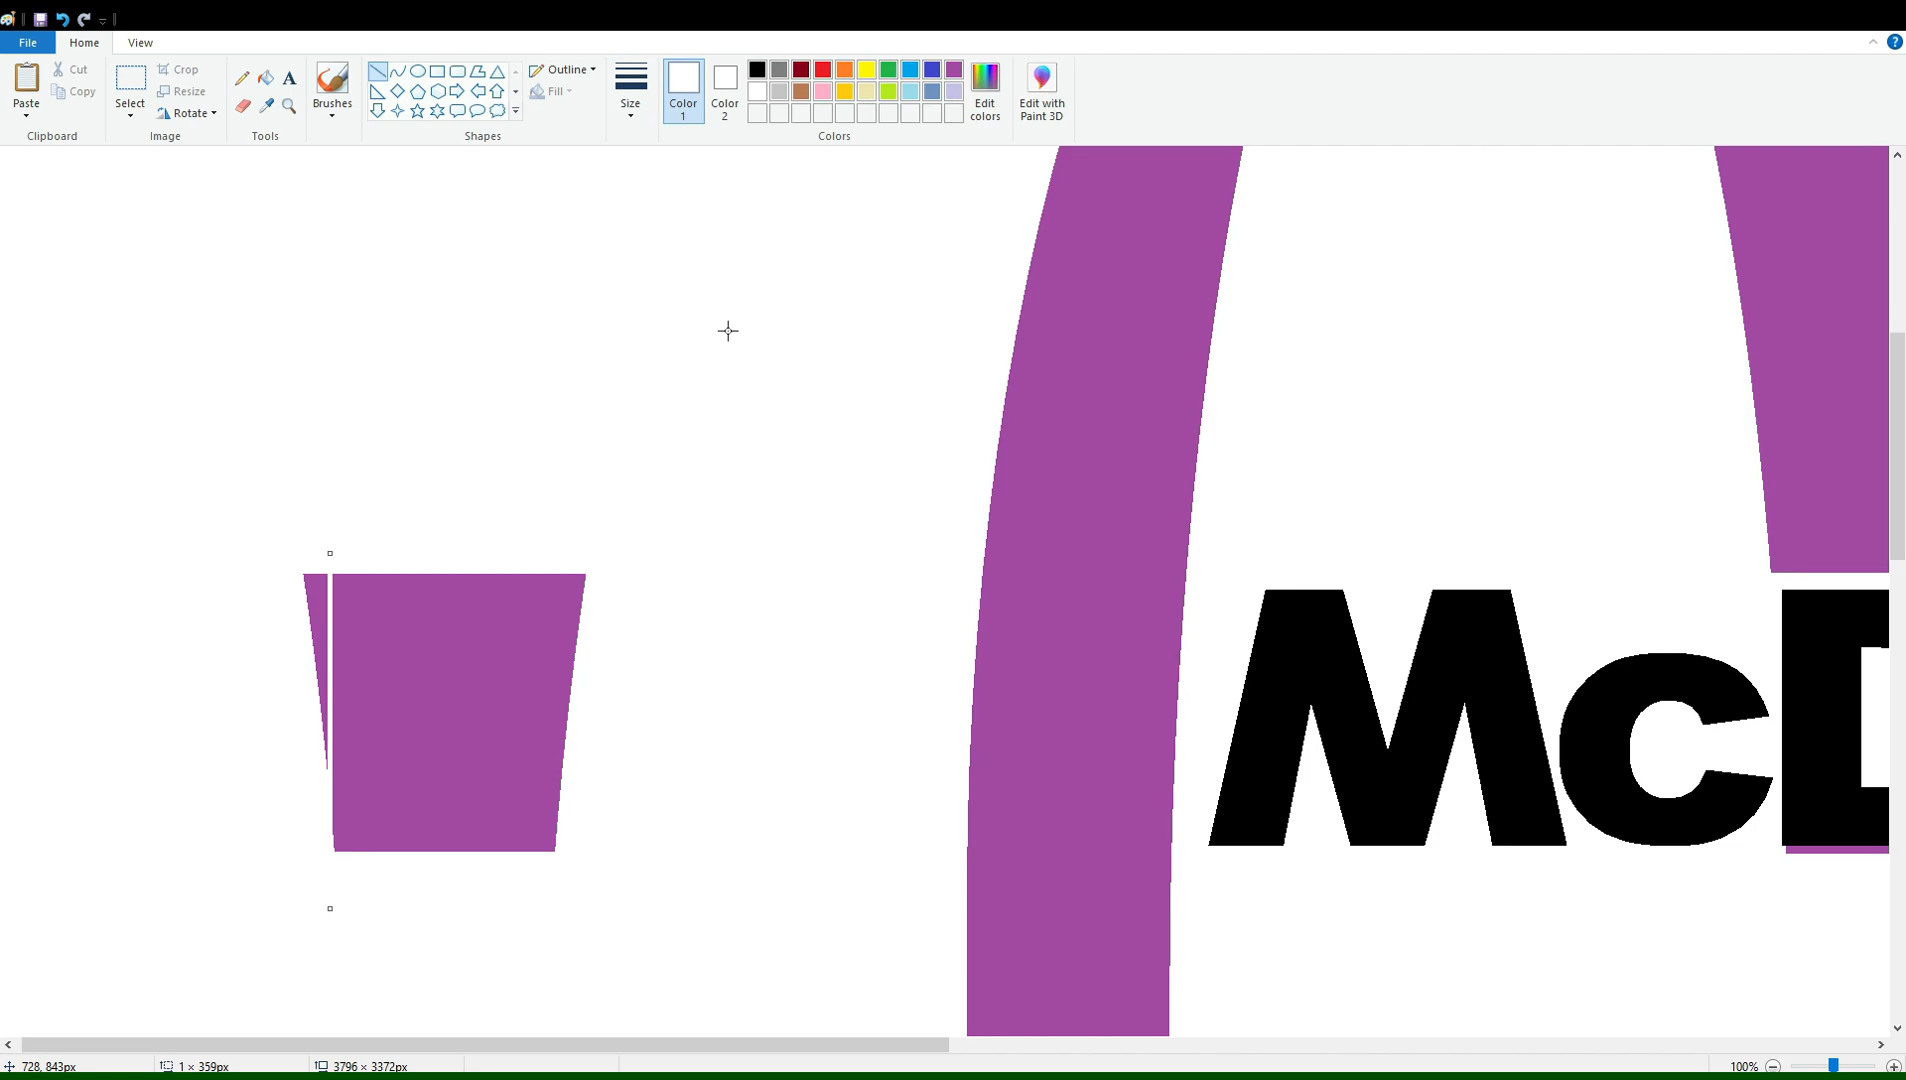 File Home View
Paste Cut Copy Clipboard
Select Crop Resize Rotate Image
Tools
Brushes
Shapes Outline Fill
Size
Color 1 Color 2 Edit colors Colors
Edit with Paint 3D
McD
728, 843px 1 × 359px 3796 × 3372px 100%